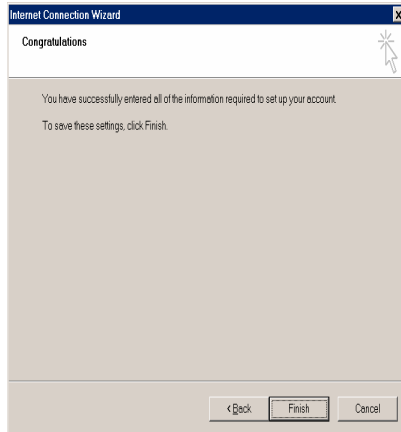 Internet Connection Wizard
Congratulations
You have successfully entered all of the information required to set up your account.
To save these settings, click Finish.
< Back
Finish
Cancel